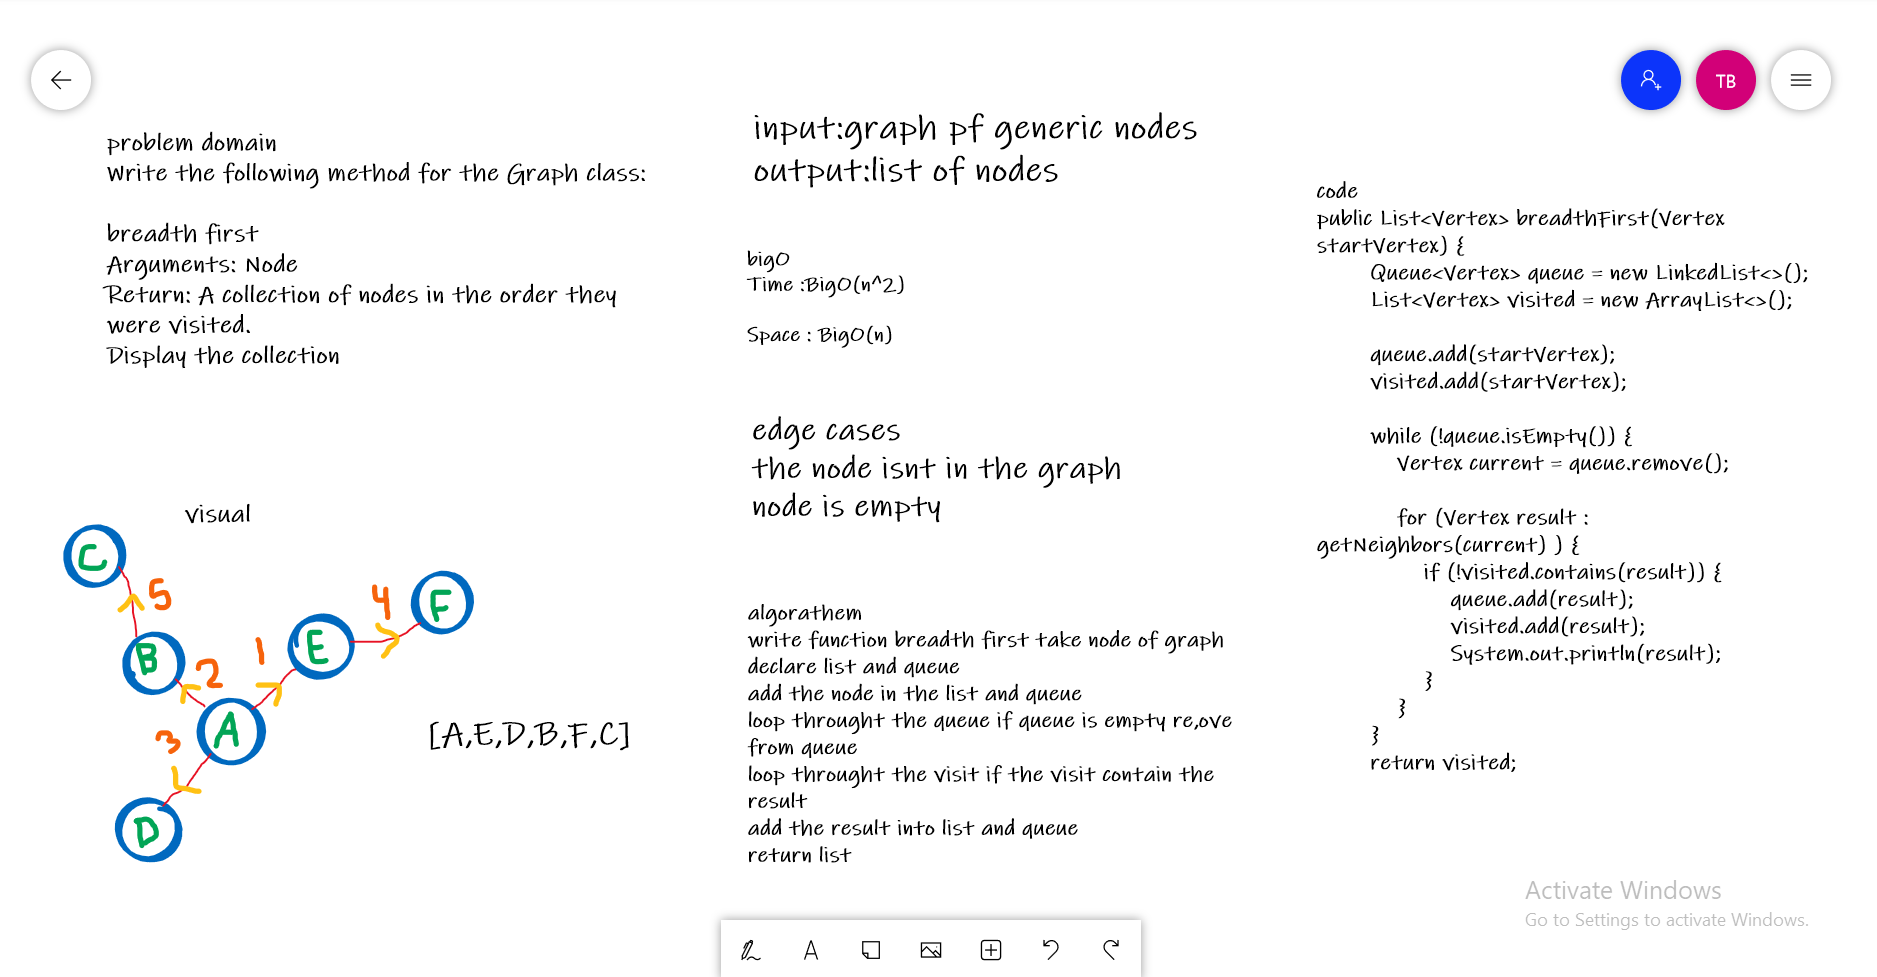 TB
problem domain
Write the following method for the Graph class:
breadth first
Arguments: Node
Return: A collection of nodes in the order they
were visited.
Display the collection
visual
C
5
B
2
1
E
4
F
A
3
D
[A,E,D,B,F,C]
input:graph pf generic nodes
output:list of nodes
bigO
Time :BigO(n^2)
Space : BigO(n)
edge cases
the node isnt in the graph
node is empty
algorathem
write function breadth first take node of graph
declare list and queue
add the node in the list and queue
loop throught the queue if queue is empty re,ove
from queue
loop throught the visit if the visit contain the
result
add the result into list and queue
return list
code
public List<Vertex> breadthFirst(Vertex
startVertex) {
Queue<Vertex> queue = new LinkedList<>();
List<Vertex> visited = new ArrayList<>();
queue.add(startVertex);
visited.add(startVertex);
while (!queue.isEmpty()) {
Vertex current = queue.remove();
for (Vertex result :
getNeighbors(current) ) {
if (!visited.contains(result)) {
queue.add(result);
visited.add(result);
System.out.println(result);
}
}
}
return visited;
Activate Windows
Go to Settings to activate Windows.